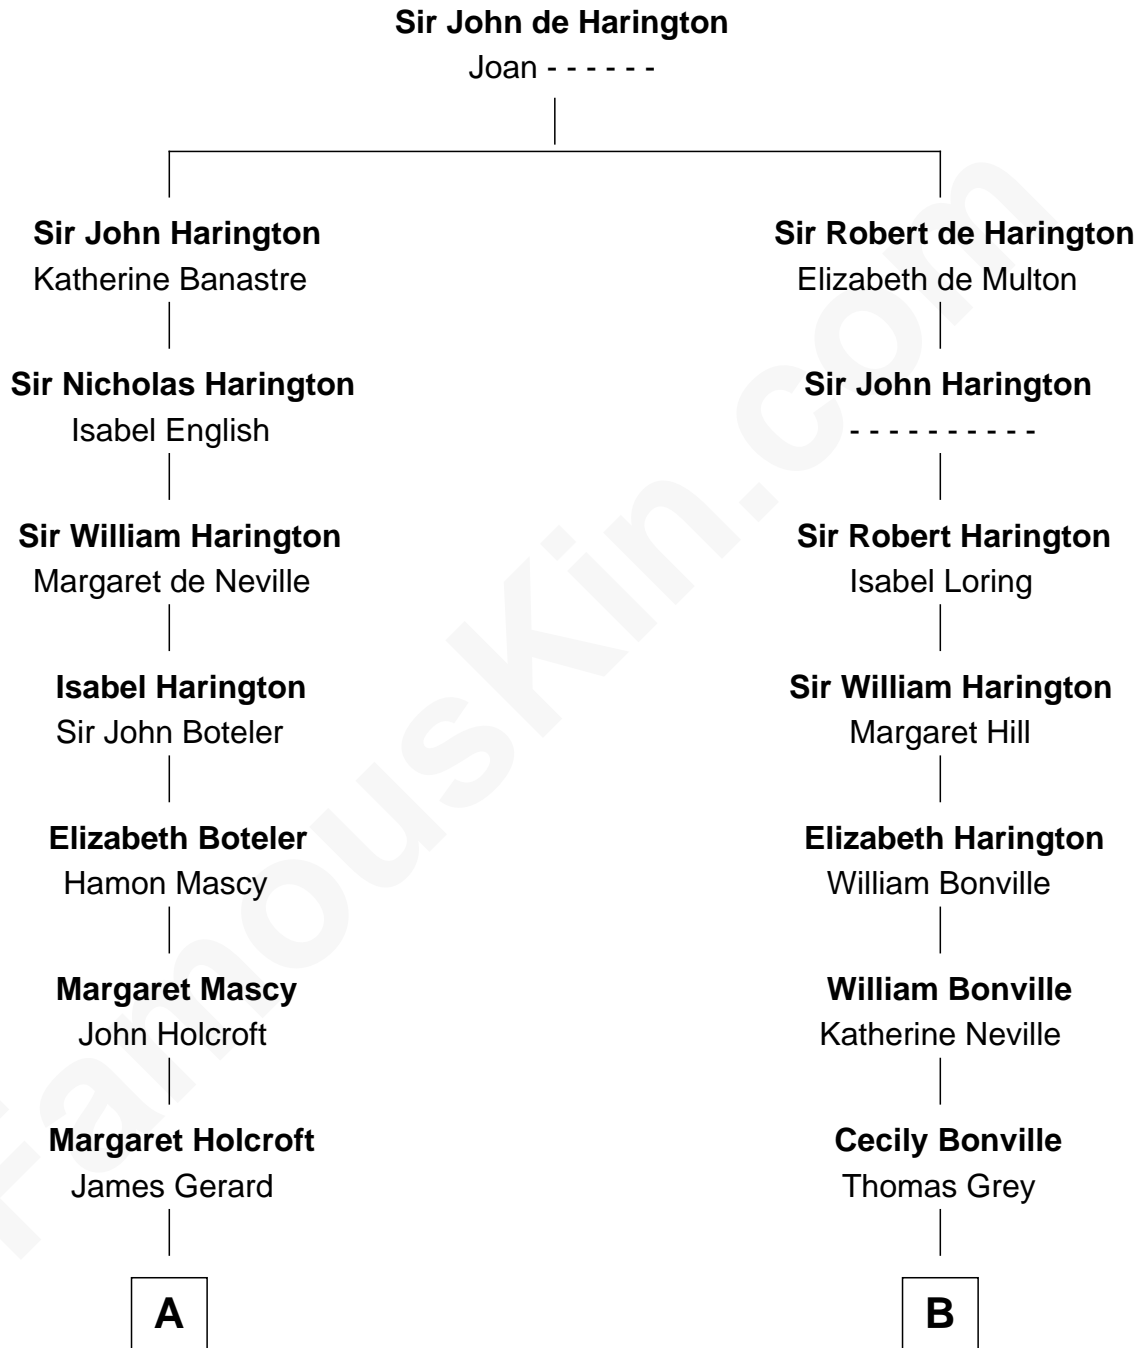 Sir John de Harington
Joan - - - - - -
Sir John Harington
Katherine Banastre
Sir Robert de Harington
Elizabeth de Multon
Sir Nicholas Harington
Isabel English
Sir John Harington
- - - - - - - - - -
Sir William Harington
Margaret de Neville
Sir Robert Harington
Isabel Loring
Isabel Harington
Sir John Boteler
Sir William Harington
Margaret Hill
Elizabeth Boteler
Hamon Mascy
Elizabeth Harington
William Bonville
Margaret Mascy
John Holcroft
William Bonville
Katherine Neville
Margaret Holcroft
James Gerard
Cecily Bonville
Thomas Grey
A
B
FamousKin.com